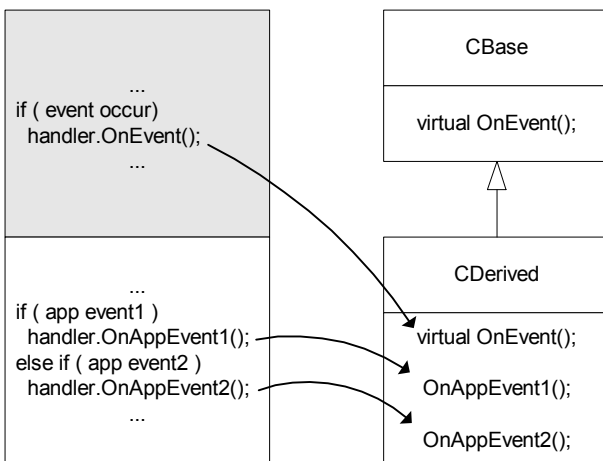 ...
if ( event occur)
handler.OnEvent();
...
...
if ( app event1 )
handler.OnAppEvent1();
else if ( app event2 )
handler.OnAppEvent2();
...
CBase
virtual OnEvent();
CDerived
virtual OnEvent();
OnAppEvent1();
OnAppEvent2();